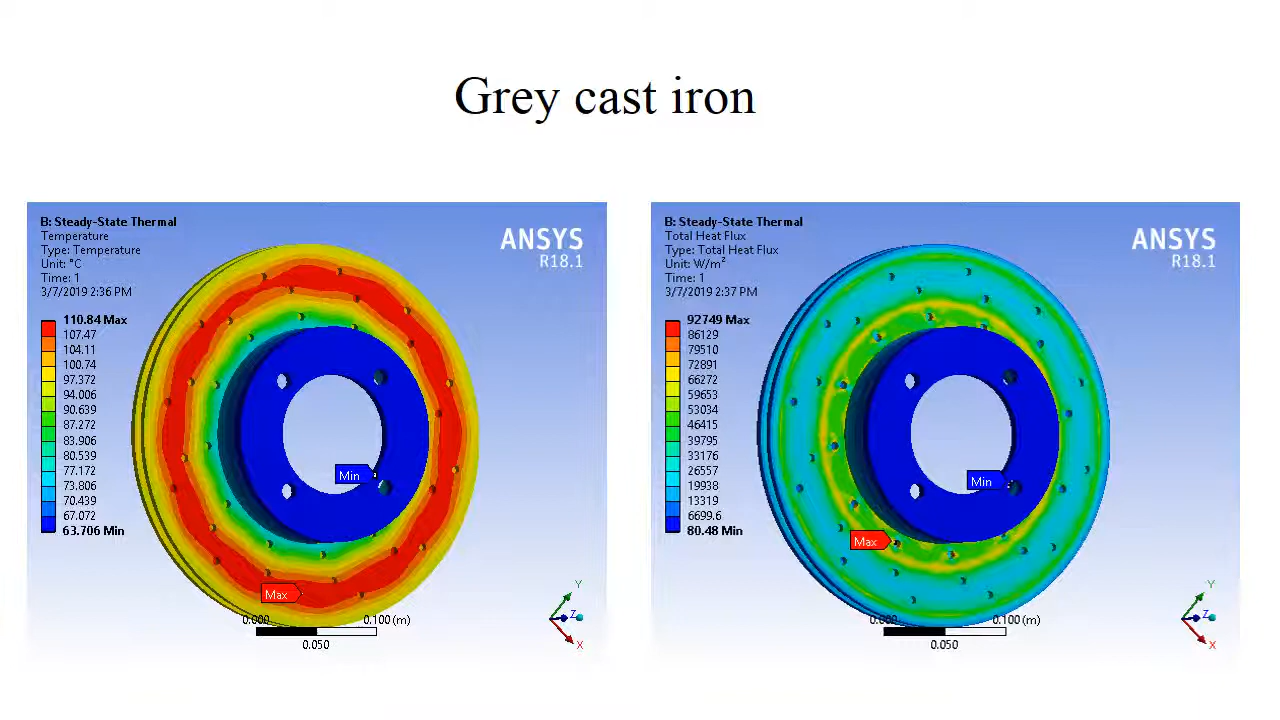 Grey cast iron
B: Steady-State Thermal
Temperature
Type: Temperature
Unit: °C
Time: 1
3/7/2019 2:36 PM
ANSYS
R18.1
110.84 Max
107.47
104.11
100.74
97.372
94.006
90.639
87.272
83.906
80.539
77.172
73.806
70.439
67.072
63.706 Min
Min
Max
0.000
0.100 (m)
0.050
Y
Z
X
B: Steady-State Thermal
Total Heat Flux
Type: Total Heat Flux
Unit: W/m²
Time: 1
3/7/2019 2:37 PM
ANSYS
R18.1
92749 Max
86129
79510
72891
66272
59653
53034
46415
39795
33176
26557
19938
13319
6699.6
80.48 Min
Min
Max
0.000
0.100 (m)
0.050
Y
Z
X